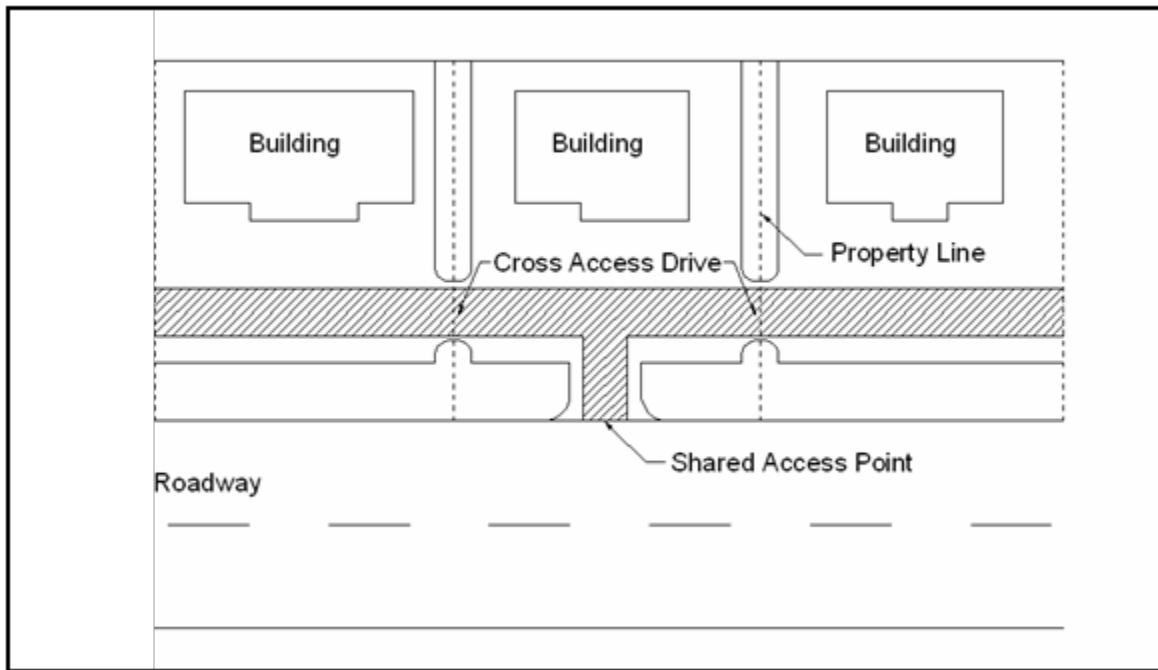 Building
Building
Building
Property Line
Cross Access Drive
Shared Access Point
Roadway